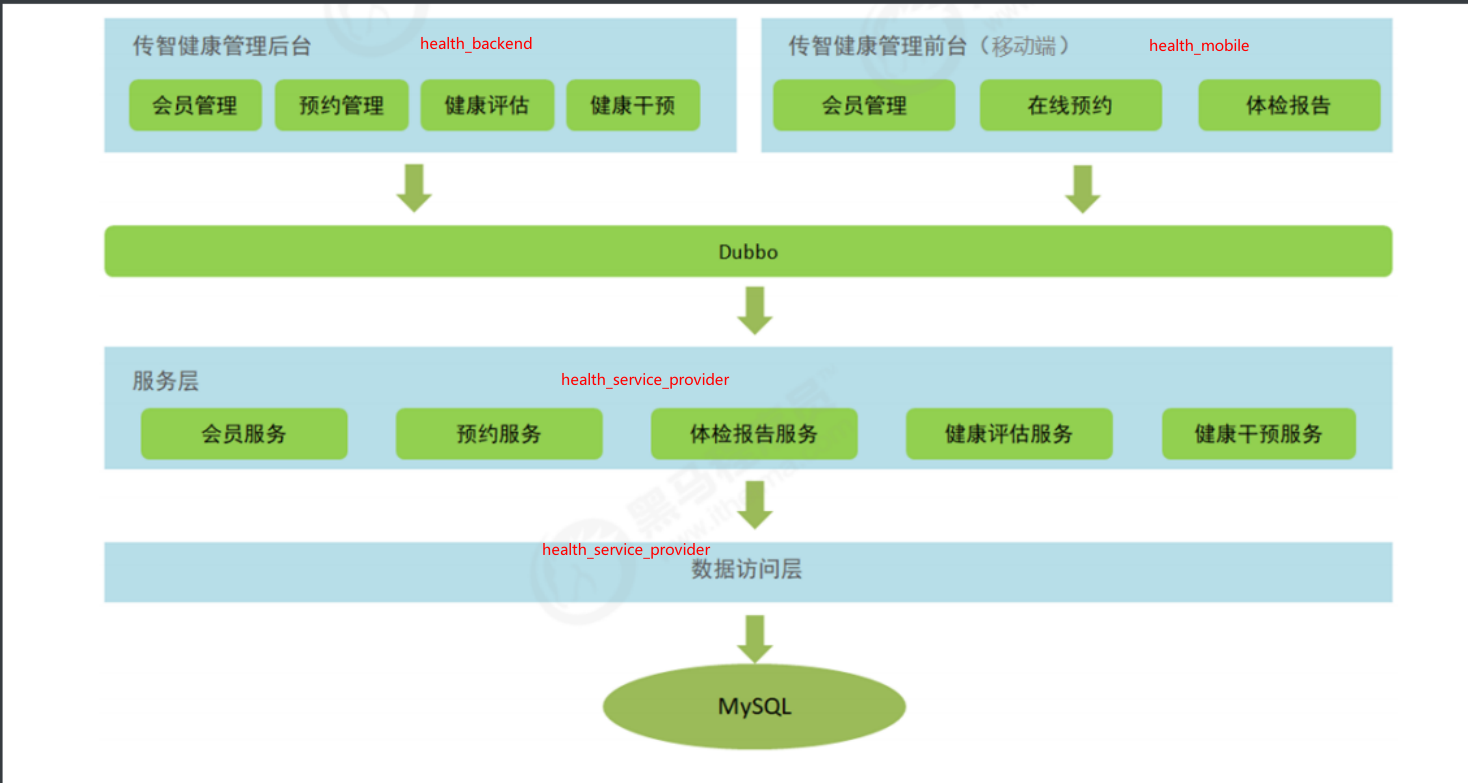 传智健康管理后台 health_backend
会员管理 预约管理 健康评估 健康干预
传智健康管理前台（移动端） health_mobile
会员管理 在线预约 体检报告
Dubbo
服务层 health_service_provider
会员服务 预约服务 体检报告服务 健康评估服务 健康干预服务
health_service_provider
数据访问层
MySQL